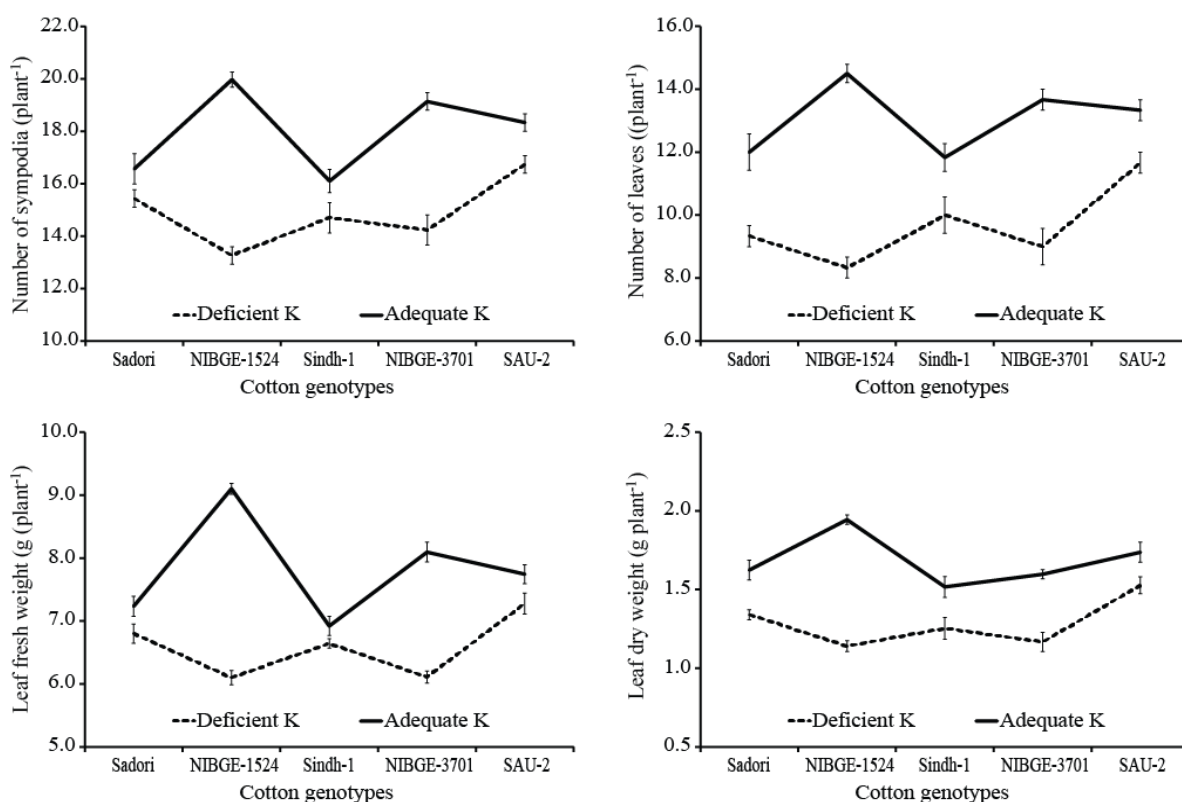 Number of sympodia (plant⁻¹)
22.0
20.0
18.0
16.0
14.0
12.0
10.0
Deficient K
Adequate K
Sadori
NIBGE-1524
Sindh-1
NIBGE-3701
SAU-2
Cotton genotypes
Number of leaves ((plant⁻¹)
16.0
14.0
12.0
10.0
8.0
6.0
Deficient K
Adequate K
Sadori
NIBGE-1524
Sindh-1
NIBGE-3701
SAU-2
Cotton genotypes
Leaf fresh weight (g (plant⁻¹)
10.0
9.0
8.0
7.0
6.0
5.0
Deficient K
Adequate K
Sadori
NIBGE-1524
Sindh-1
NIBGE-3701
SAU-2
Cotton genotypes
Leaf dry weight (g plant⁻¹)
2.5
2.0
1.5
1.0
0.5
Deficient K
Adequate K
Sadori
NIBGE-1524
Sindh-1
NIBGE-3701
SAU-2
Cotton genotypes